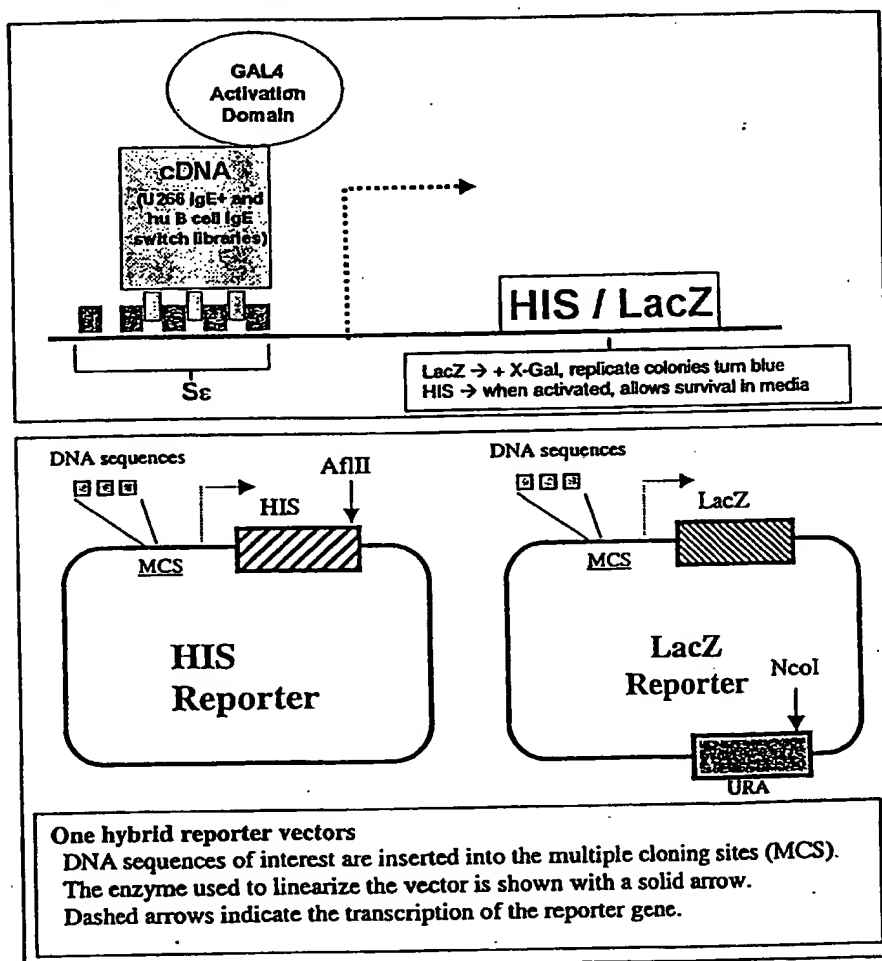 GAL4
Activation
Domain
cDNA
(U266 IgE+ and
hu B cell IgE
switch libraries)
HIS / LacZ
Sε
LacZ → + X-Gal, replicate colonies turn blue
HIS → when activated, allows survival in media
DNA sequences
AflII
HIS
MCS
HIS
Reporter
DNA sequences
LacZ
MCS
LacZ
Reporter
NcoI
URA
One hybrid reporter vectors
DNA sequences of interest are inserted into the multiple cloning sites (MCS).
The enzyme used to linearize the vector is shown with a solid arrow.
Dashed arrows indicate the transcription of the reporter gene.